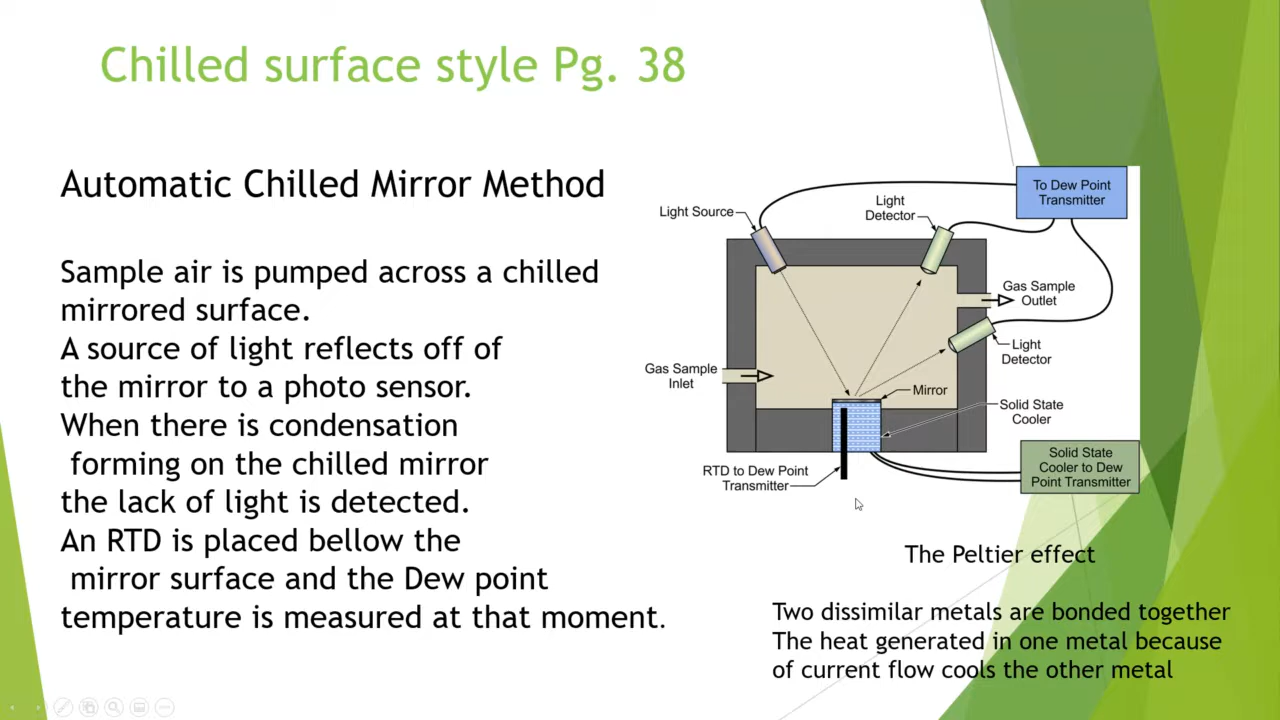 Chilled surface style Pg. 38
Automatic Chilled Mirror Method
Sample air is pumped across a chilled
mirrored surface.
A source of light reflects off of
the mirror to a photo sensor.
When there is condensation
forming on the chilled mirror
the lack of light is detected.
An RTD is placed bellow the
mirror surface and the Dew point
temperature is measured at that moment.
To Dew Point
Transmitter
Light Source
Light
Detector
Gas Sample
Outlet
Light
Detector
Gas Sample
Inlet
Mirror
Solid State
Cooler
RTD to Dew Point
Transmitter
Solid State
Cooler to Dew
Point Transmitter
The Peltier effect
Two dissimilar metals are bonded together
The heat generated in one metal because
of current flow cools the other metal